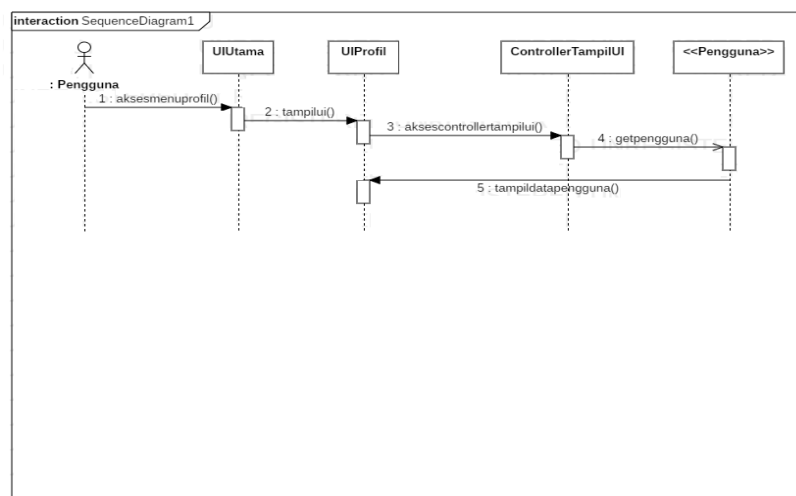 interaction SequenceDiagram1
UIUtama
UIProfil
ControllerTampilUI
<<Pengguna>>
: Pengguna
1 : aksesmenuprofil()
2 : tampilui()
3 : aksescontrollertampilui()
4 : getpengguna()
5 : tampildatapengguna()